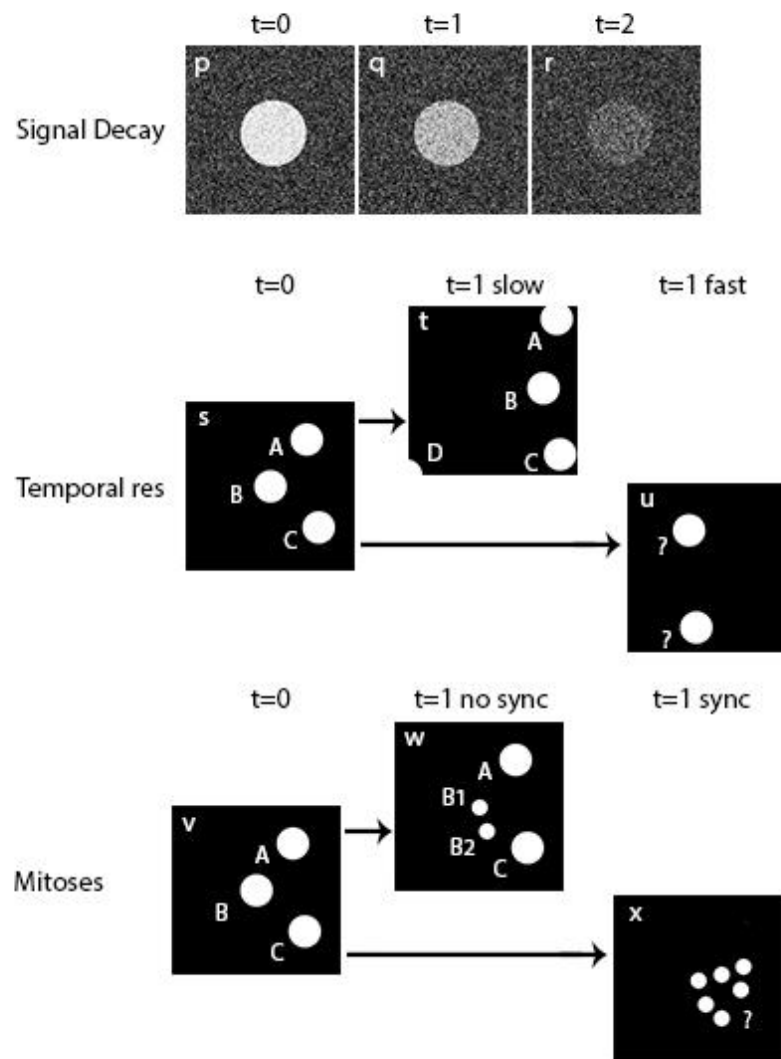 t=0 t=1 t=2
p q r
Signal Decay
t=0 t=1 slow t=1 fast
t
A
B
D C
s
A
B
C
Temporal res
u
?
?
t=0 t=1 no sync t=1 sync
w
A
B1
B2
C
v
A
B
C
Mitoses
x
?